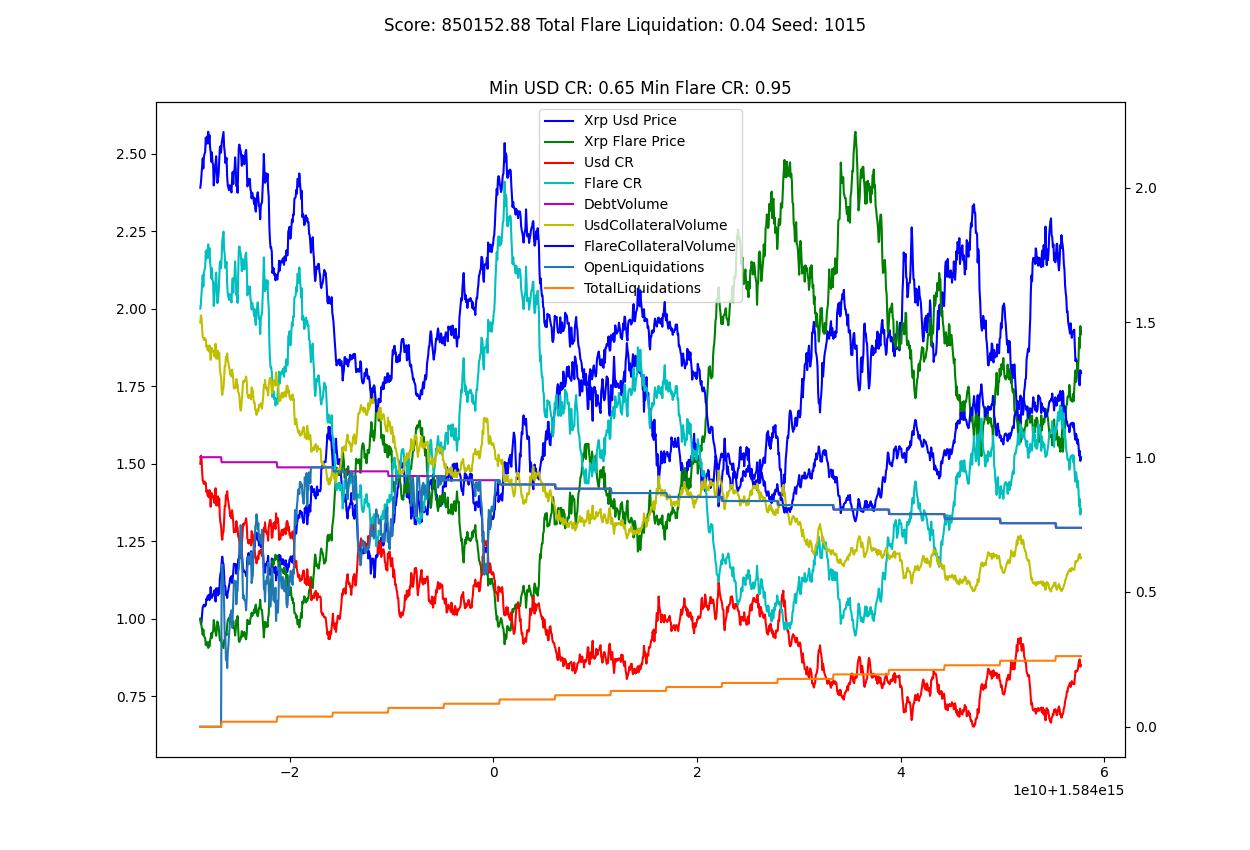 Score: 850152.88 Total Flare Liquidation: 0.04 Seed: 1015
Min USD CR: 0.65 Min Flare CR: 0.95
Xrp Usd Price
Xrp Flare Price
Usd CR
Flare CR
DebtVolume
UsdCollateralVolume
FlareCollateralVolume
OpenLiquidations
TotalLiquidations
2.50
2.25
2.00
1.75
1.50
1.25
1.00
0.75
2.0
1.5
1.0
0.5
0.0
−2 0 2 4 6
1e10+1.584e15